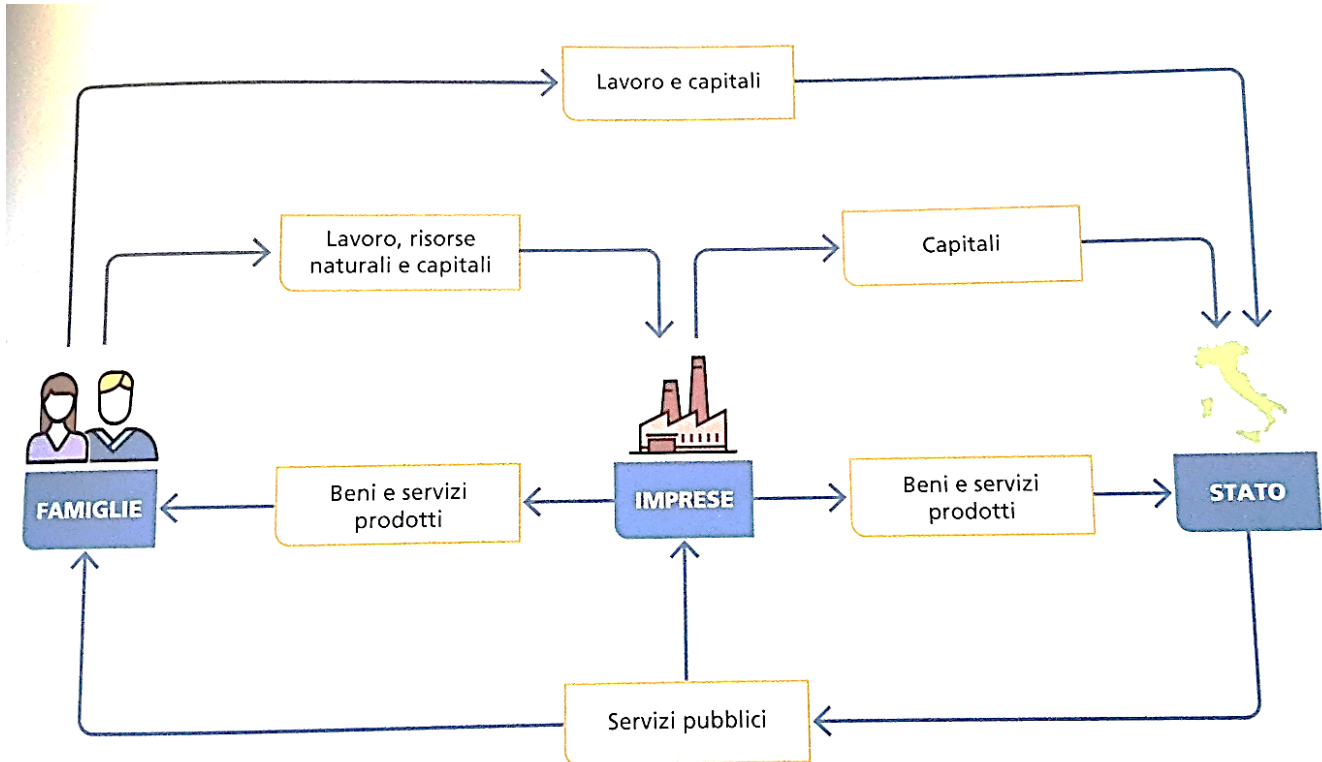 Lavoro e capitali
Lavoro, risorse
naturali e capitali
Capitali
FAMIGLIE
Beni e servizi
prodotti
IMPRESE
Beni e servizi
prodotti
STATO
Servizi pubblici